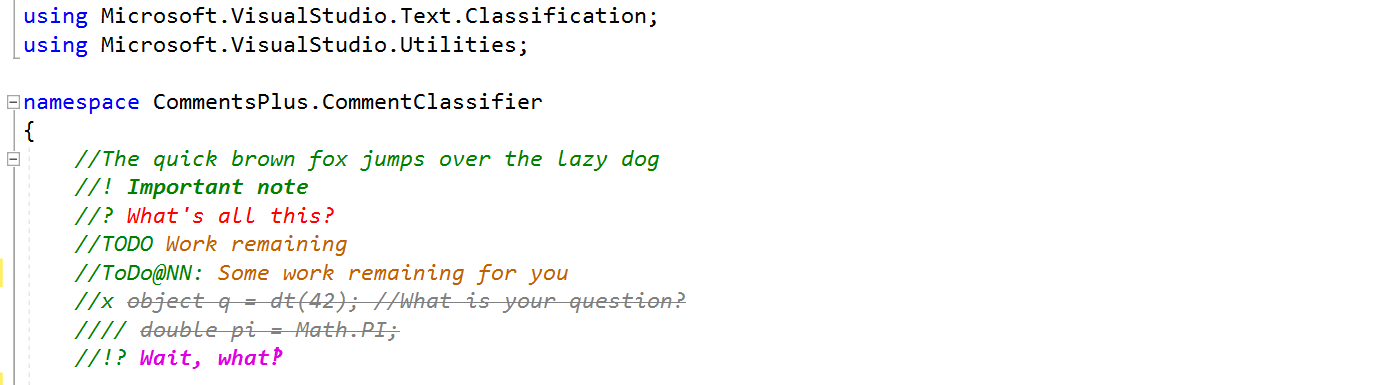 using Microsoft.VisualStudio.Text.Classification;
using Microsoft.VisualStudio.Utilities;
namespace CommentsPlus.CommentClassifier
{
//The quick brown fox jumps over the lazy dog
//! Important note
//? What's all this?
//TODO Work remaining
//ToDo@NN: Some work remaining for you
//x object q = dt(42); //What is your question?
//// double pi = Math.PI;
//!? Wait, what‽